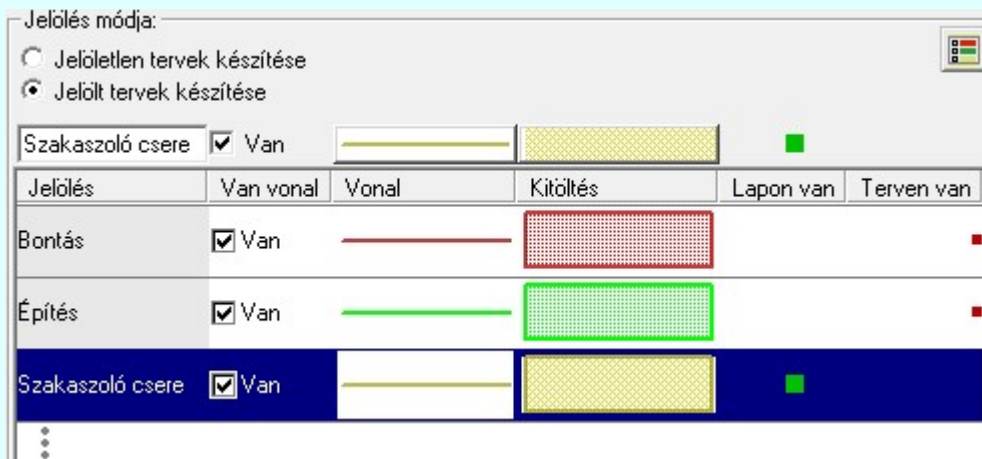 Jelölés módja:
Jelöletlen tervek készítése
Jelölt tervek készítése
Szakaszoló csere Van
Jelölés Van vonal Vonal Kitöltés Lapon van Terven van
Bontás Van
Építés Van
Szakaszoló csere Van